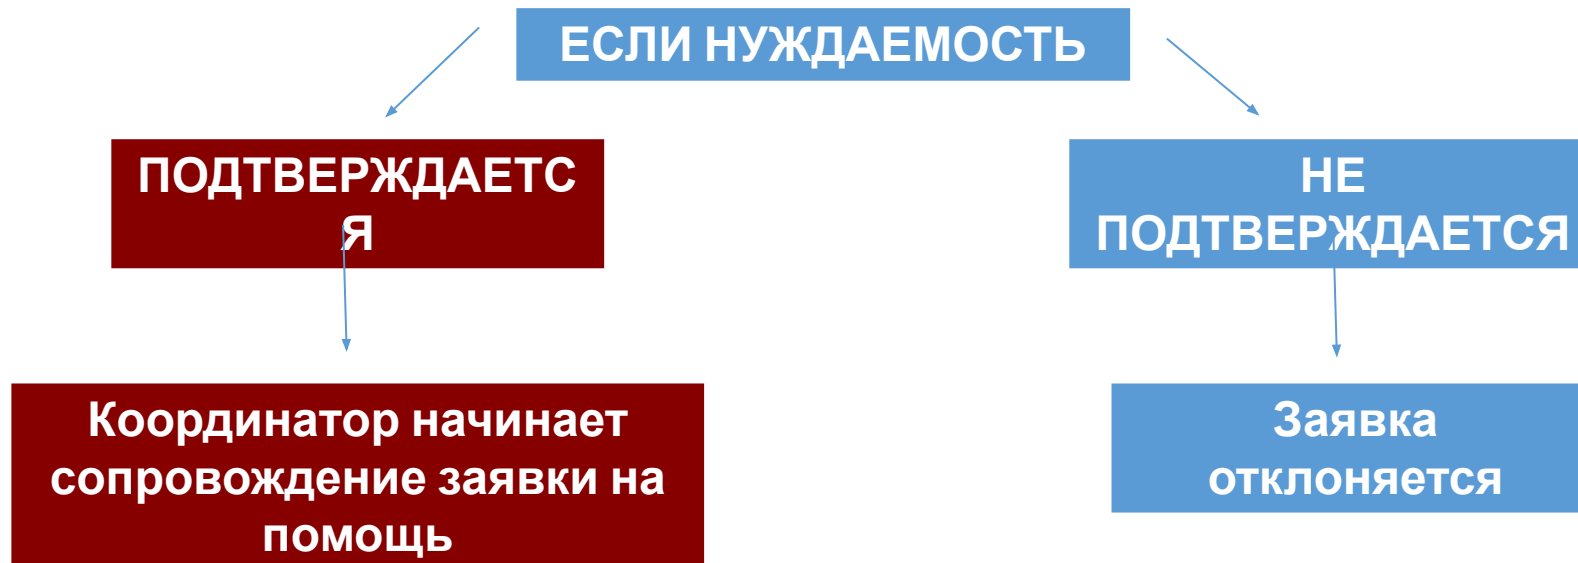 ЕСЛИ НУЖДАЕМОСТЬ
ПОДТВЕРЖДАЕТС
Я
НЕ
ПОДТВЕРЖДАЕТСЯ
Координатор начинает
сопровождение заявки на
помощь
Заявка
отклоняется